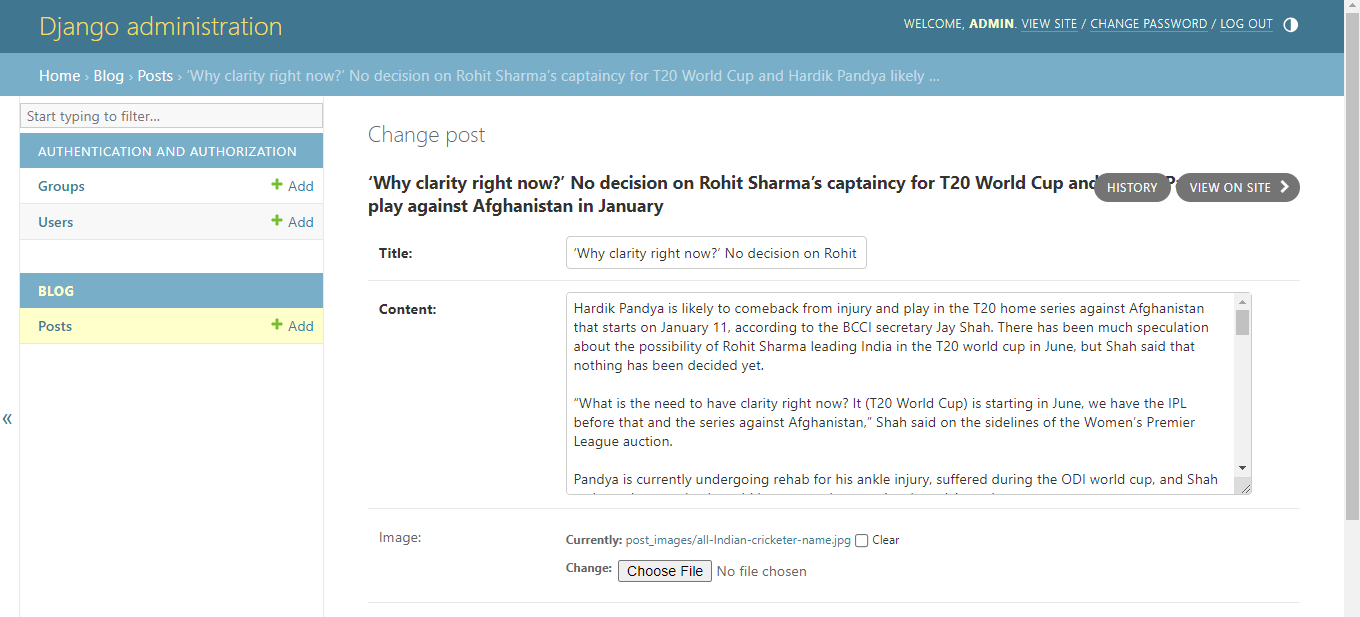 Django administration
WELCOME, ADMIN. VIEW SITE / CHANGE PASSWORD / LOG OUT
Home › Blog › Posts › ‘Why clarity right now?’ No decision on Rohit Sharma’s captaincy for T20 World Cup and Hardik Pandya likely …
Start typing to filter...
AUTHENTICATION AND AUTHORIZATION
Groups
+ Add
Users
+ Add
BLOG
Posts
+ Add
«
Change post
‘Why clarity right now?’ No decision on Rohit Sharma’s captaincy for T20 World Cup and
play against Afghanistan in January
HISTORY
VIEW ON SITE
Title:
‘Why clarity right now?’ No decision on Rohit
Content:
Hardik Pandya is likely to comeback from injury and play in the T20 home series against Afghanistan
that starts on January 11, according to the BCCI secretary Jay Shah. There has been much speculation
about the possibility of Rohit Sharma leading India in the T20 world cup in June, but Shah said that
nothing has been decided yet.
“What is the need to have clarity right now? It (T20 World Cup) is starting in June, we have the IPL
before that and the series against Afghanistan,” Shah said on the sidelines of the Women’s Premier
League auction.
Pandya is currently undergoing rehab for his ankle injury, suffered during the ODI world cup, and Shah
Image:
Currently: post_images/all-Indian-cricketer-name.jpg Clear
Change: Choose File No file chosen